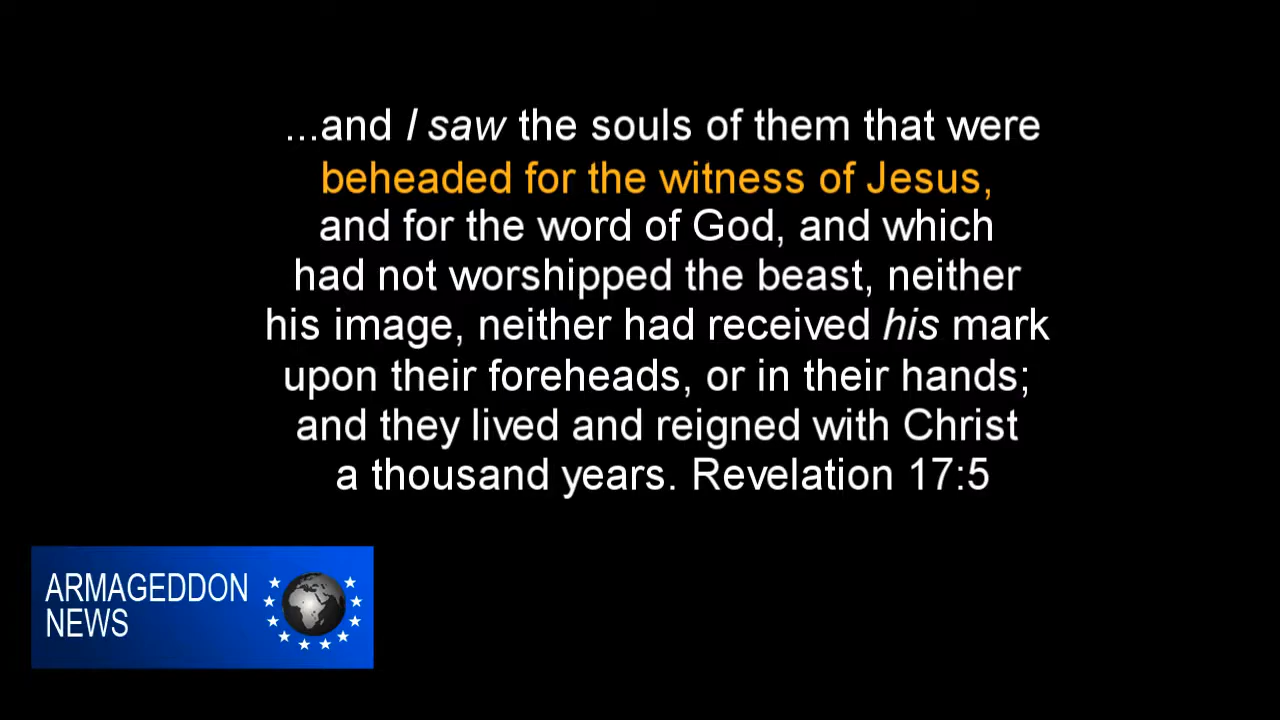 ...and I saw the souls of them that were
beheaded for the witness of Jesus,
and for the word of God, and which
had not worshipped the beast, neither
his image, neither had received his mark
upon their foreheads, or in their hands;
and they lived and reigned with Christ
a thousand years. Revelation 17:5
ARMAGEDDON
NEWS